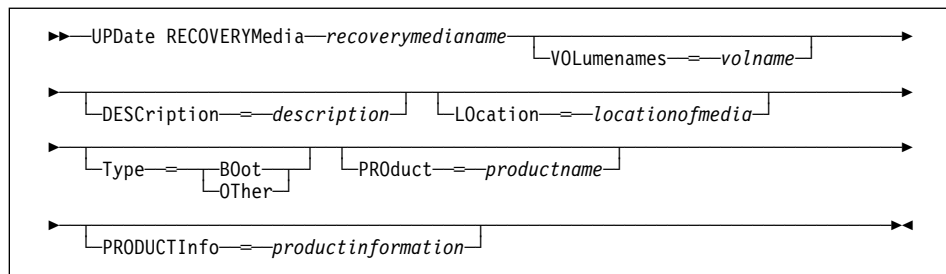 UPDate RECOVERYMedia recoverymedianame
VOLumenames = volname
DESCription = description LOcation = locationofmedia
Type = BOot PROduct = productname
OTher
PRODUCTInfo = productinformation